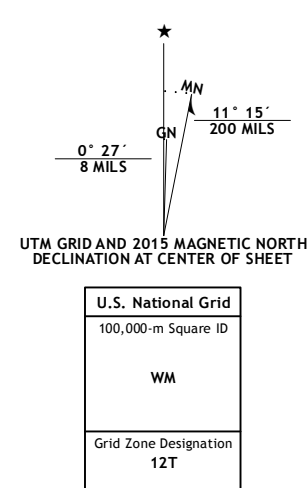 ★
MN
11° 15´
200 MILS
GN
0° 27´
8 MILS
UTM GRID AND 2015 MAGNETIC NORTH
DECLINATION AT CENTER OF SHEET
U.S. National Grid
100,000-m Square ID
WM
Grid Zone Designation
12T